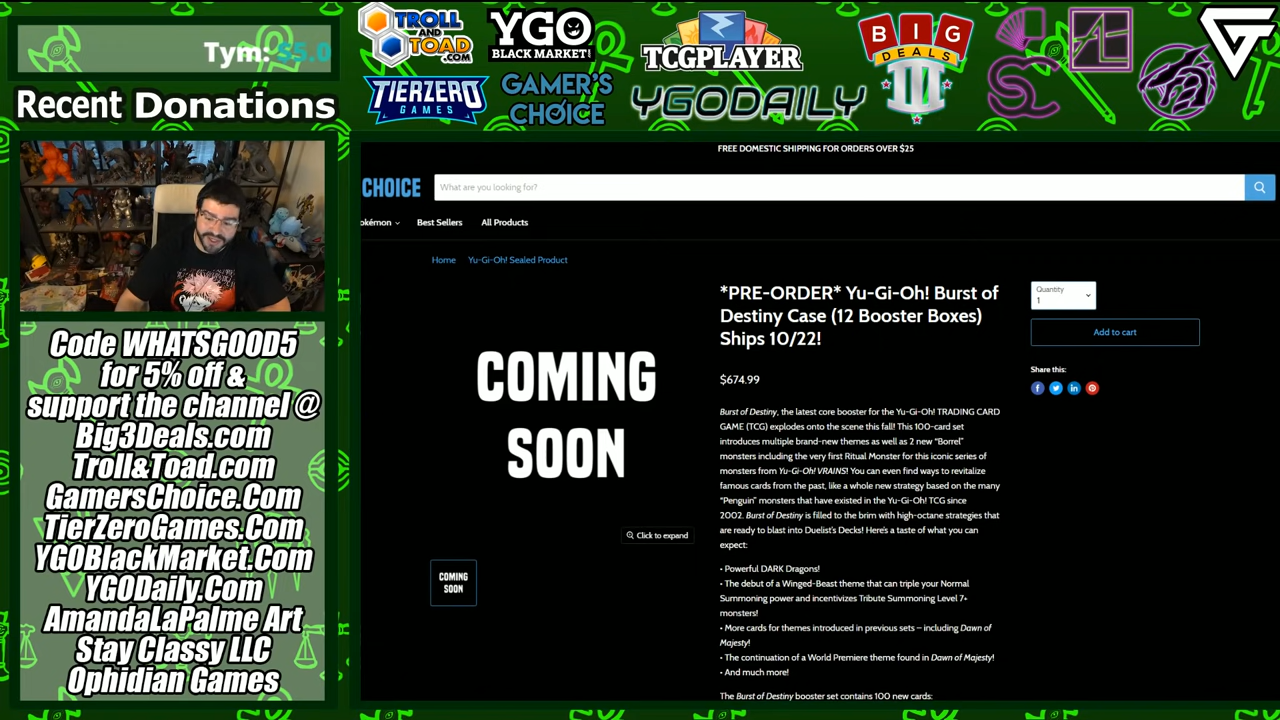 Tym: $5.0
Recent Donations
TROLL
AND
TOAD
.COM
YGO
BLACK MARKET!
TCGPLAYER
BIG
DEALS
III
TIERZERO
GAMES
GAMER'S
CHOICE
YGODAILY
Code WHATSGOOD5
for 5% off &
support the channel @
Big3Deals.com
Troll&Toad.com
GamersChoice.Com
TierZeroGames.Com
YGOBlackMarket.Com
YGODaily.Com
AmandaLaPalme Art
Stay Classy LLC
Ophidian Games
FREE DOMESTIC SHIPPING FOR ORDERS OVER $25
CHOICE
What are you looking for?
okémon
Best Sellers
All Products
Home
Yu-Gi-Oh! Sealed Product
COMING
SOON
Click to expand
COMING
SOON
*PRE-ORDER* Yu-Gi-Oh! Burst of
Destiny Case (12 Booster Boxes)
Ships 10/22!
$674.99
Burst of Destiny, the latest core booster for the Yu-Gi-Oh! TRADING CARD
GAME (TCG) explodes onto the scene this fall! This 100-card set
introduces multiple brand-new themes as well as 2 new “Borrel”
monsters including the very first Ritual Monster for this iconic series of
monsters from Yu-Gi-Oh! VRAINS! You can even find ways to revitalize
famous cards from the past, like a whole new strategy based on the many
“Penguin” monsters that have existed in the Yu-Gi-Oh! TCG since
2002. Burst of Destiny is filled to the brim with high-octane strategies that
are ready to blast into Duelist’s Decks! Here’s a taste of what you can
expect:
• Powerful DARK Dragons!
• The debut of a Winged-Beast theme that can triple your Normal
Summoning power and incentivizes Tribute Summoning Level 7+
monsters!
• More cards for themes introduced in previous sets – including Dawn of
Majesty!
• The continuation of a World Premiere theme found in Dawn of Majesty!
• And much more!
The Burst of Destiny booster set contains 100 new cards:
Quantity
1
Add to cart
Share this: